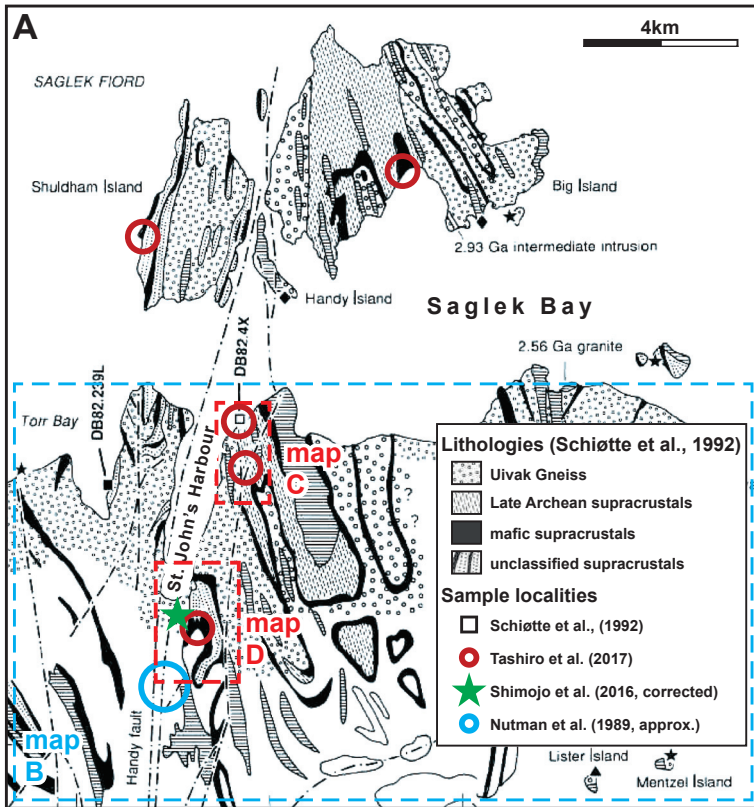 A
4km
SAGLEK FIORD
Shuldham Island
Big Island
2.93 Ga intermediate intrusion
Handy Island
Saglek Bay
DB82.4X
2.56 Ga granite
DB82.239L
Torr Bay
St. John's Harbour
map
C
?
?
?
map
D
Handy fault
map
B
Lithologies (Schiøtte et al., 1992)
Uivak Gneiss
Late Archean supracrustals
mafic supracrustals
unclassified supracrustals
Sample localities
Schiøtte et al., (1992)
Tashiro et al. (2017)
Shimojo et al. (2016, corrected)
Nutman et al. (1989, approx.)
Lister Island
Mentzel Island